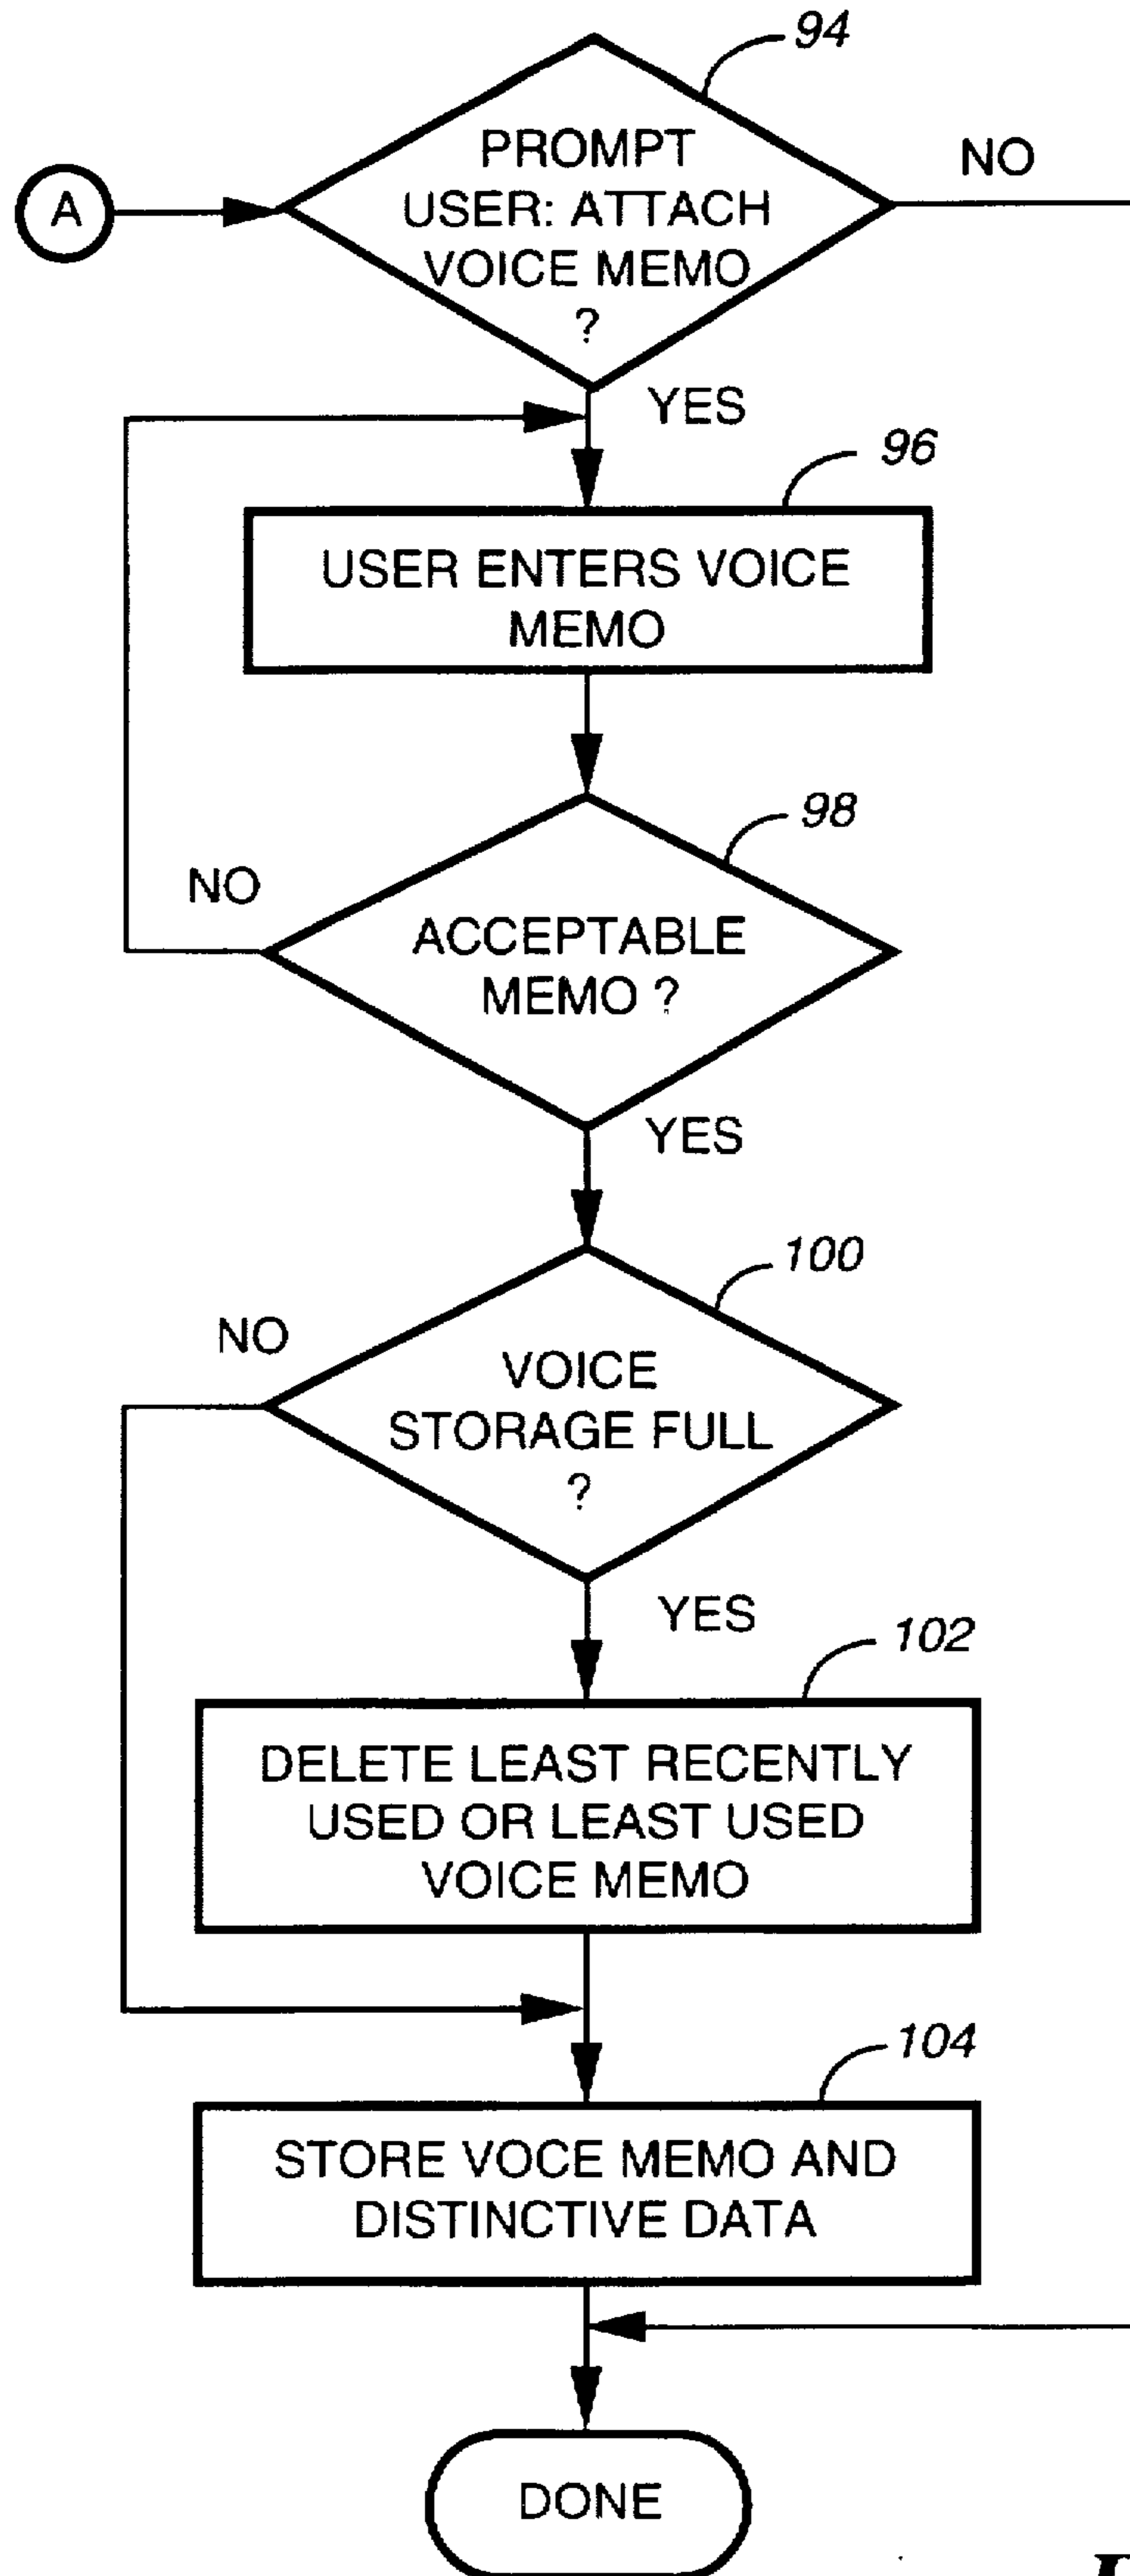 94
PROMPT
USER: ATTACH
VOICE MEMO
?
NO
A
YES
96
USER ENTERS VOICE
MEMO
98
NO
ACCEPTABLE
MEMO ?
YES
100
NO
VOICE
STORAGE FULL
?
YES
102
DELETE LEAST RECENTLY
USED OR LEAST USED
VOICE MEMO
104
STORE VOCE MEMO AND
DISTINCTIVE DATA
DONE